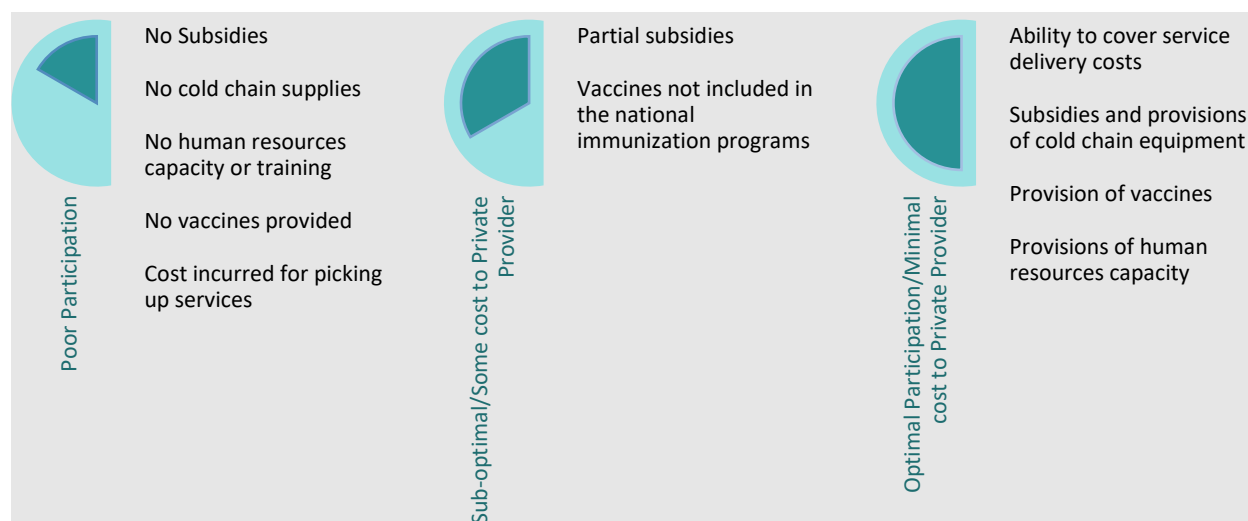 No Subsidies
No cold chain supplies
No human resources
capacity or training
No vaccines provided
Cost incurred for picking
up services
Poor Participation
Partial subsidies
Vaccines not included in
the national
immunization programs
Sub-optimal/Some cost to Private
Provider
Ability to cover service
delivery costs
Subsidies and provisions
of cold chain equipment
Provision of vaccines
Provisions of human
resources capacity
Optimal Participation/Minimal
cost to Private Provider